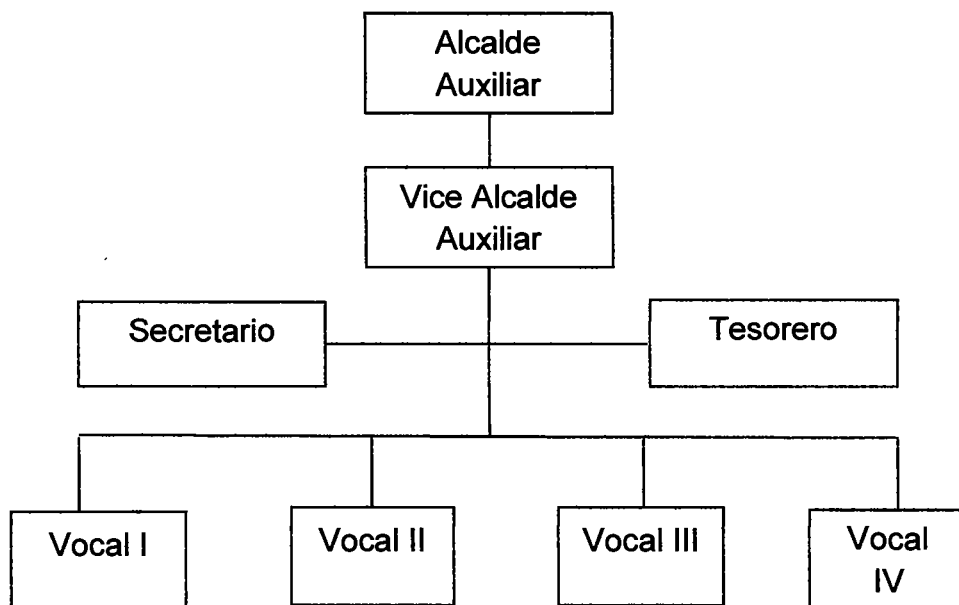 Alcalde
Auxiliar
Vice Alcalde
Auxiliar
Secretario
Tesorero
Vocal I
Vocal II
Vocal III
Vocal
IV